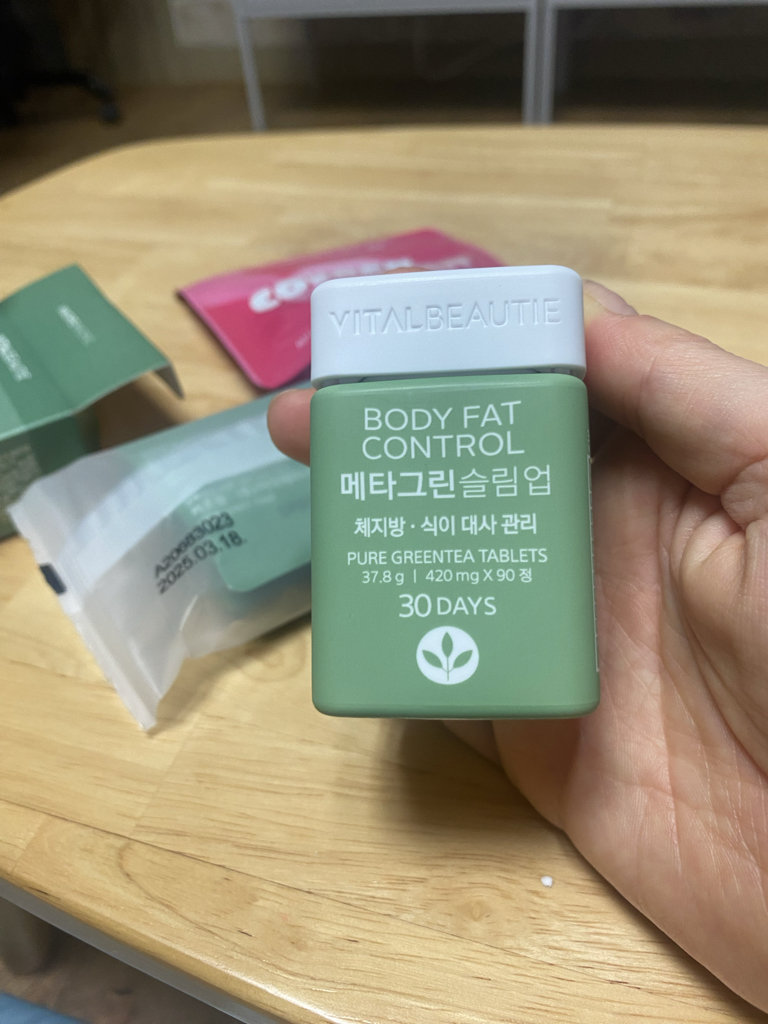 VITALBEAUTIE
BODY FAT
CONTROL
메타그린슬림업
체지방 · 식이 대사 관리
PURE GREENTEA TABLETS
37.8 g | 420 mg X 90 정
30 DAYS
A20683023
2025.03.18.